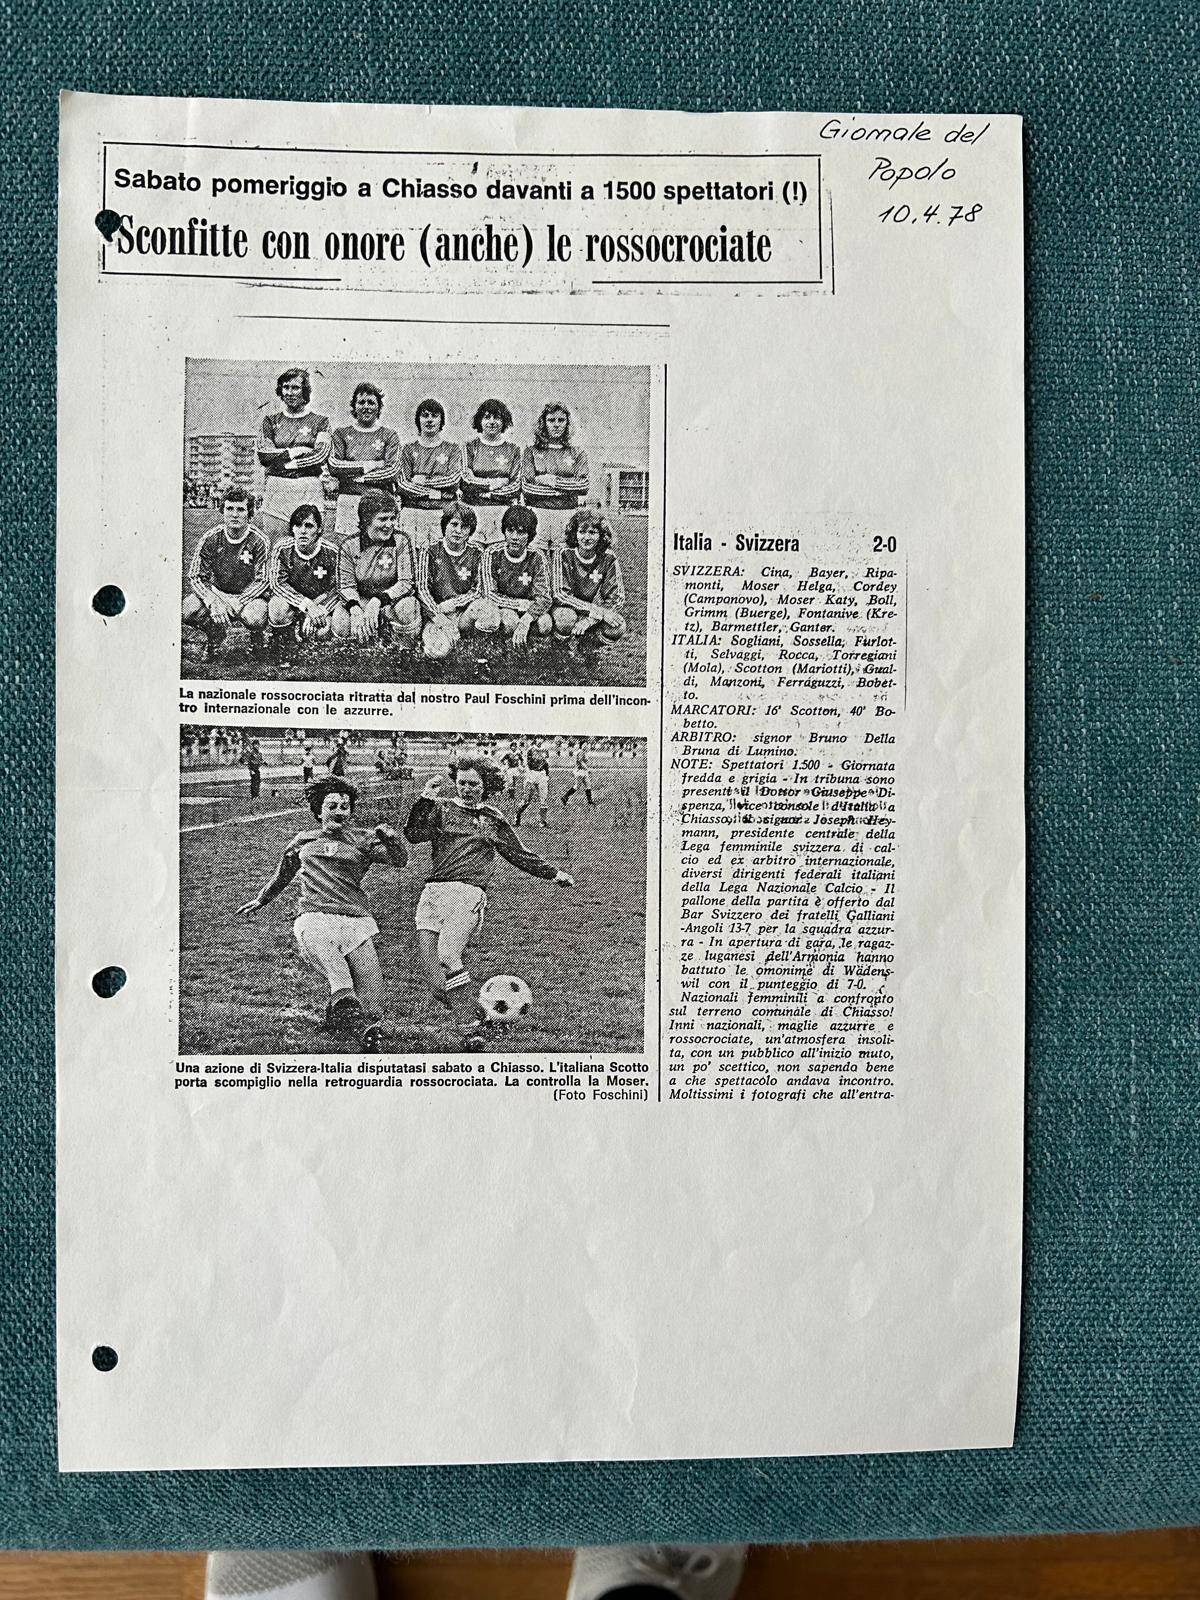 Giornale del
Popolo
10.4.78
Sabato pomeriggio a Chiasso davanti a 1500 spettatori (!)
Sconfitte con onore (anche) le rossocrociate
La nazionale rossocrociata ritratta dal nostro Paul Foschini prima dell'incon-
tro internazionale con le azzurre.
Una azione di Svizzera-Italia disputatasi sabato a Chiasso. L'italiana Scotto
porta scompiglio nella retroguardia rossocrociata. La controlla la Moser.
(Foto Foschini)
Italia - Svizzera 2-0
SVIZZERA: Cina, Bayer, Ripa-
monti, Moser Helga, Cordey
(Camponovo), Moser Katy, Boll,
Grimm (Buerge), Fontanive (Kre-
tz), Barmettler, Ganter.
ITALIA: Sogliani, Sossella, Furlot-
ti, Selvaggi, Rocca, Torregiani
(Mola), Scotton (Mariotti), Gual-
di, Manzoni, Ferraguzzi, Bobet-
to.
MARCATORI: 16' Scotton, 40' Bo-
betto.
ARBITRO: signor Bruno Della
Bruna di Lumino.
NOTE: Spettatori 1.500 - Giornata
fredda e grigia - In tribuna sono
presenti il Dottor Giuseppe Di-
spenza, vice console d'Italia a
Chiasso, signor Joseph Hey-
mann, presidente centrale della
Lega femminile svizzera di cal-
cio ed ex arbitro internazionale,
diversi dirigenti federali italiani
della Lega Nazionale Calcio - Il
pallone della partita è offerto dal
Bar Svizzero dei fratelli Galliani
-Angoli 13-7 per la squadra azzur-
ra - In apertura di gara, le ragaz-
ze luganesi dell'Armonia hanno
battuto le omonime di Wädens-
wil con il punteggio di 7-0.
Nazionali femminili a confronto
sul terreno comunale di Chiasso!
Inni nazionali, maglie azzurre e
rossocrociate, un'atmosfera insoli-
ta, con un pubblico all'inizio muto,
un po' scettico, non sapendo bene
a che spettacolo andava incontro.
Moltissimi i fotografi che all'entra-